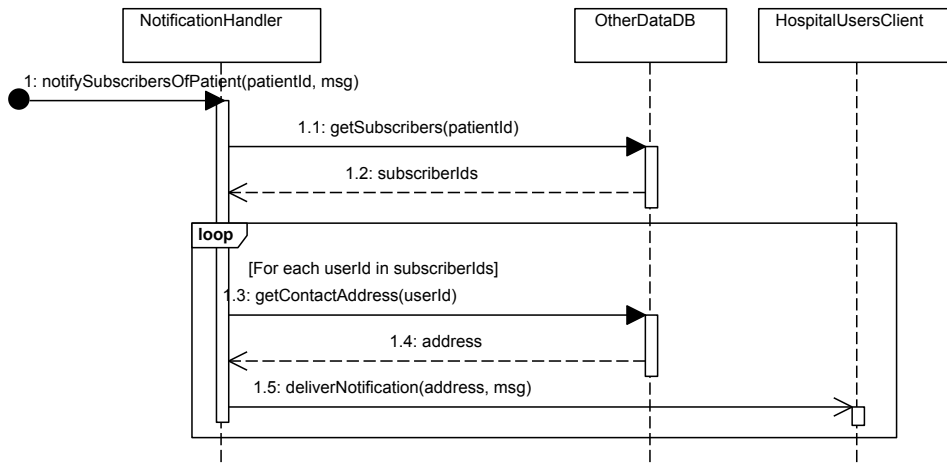 NotificationHandler
OtherDataDB
HospitalUsersClient
1: notifySubscribersOfPatient(patientId, msg)
1.1: getSubscribers(patientId)
1.2: subscriberIds
loop
[For each userId in subscriberIds]
1.3: getContactAddress(userId)
1.4: address
1.5: deliverNotification(address, msg)